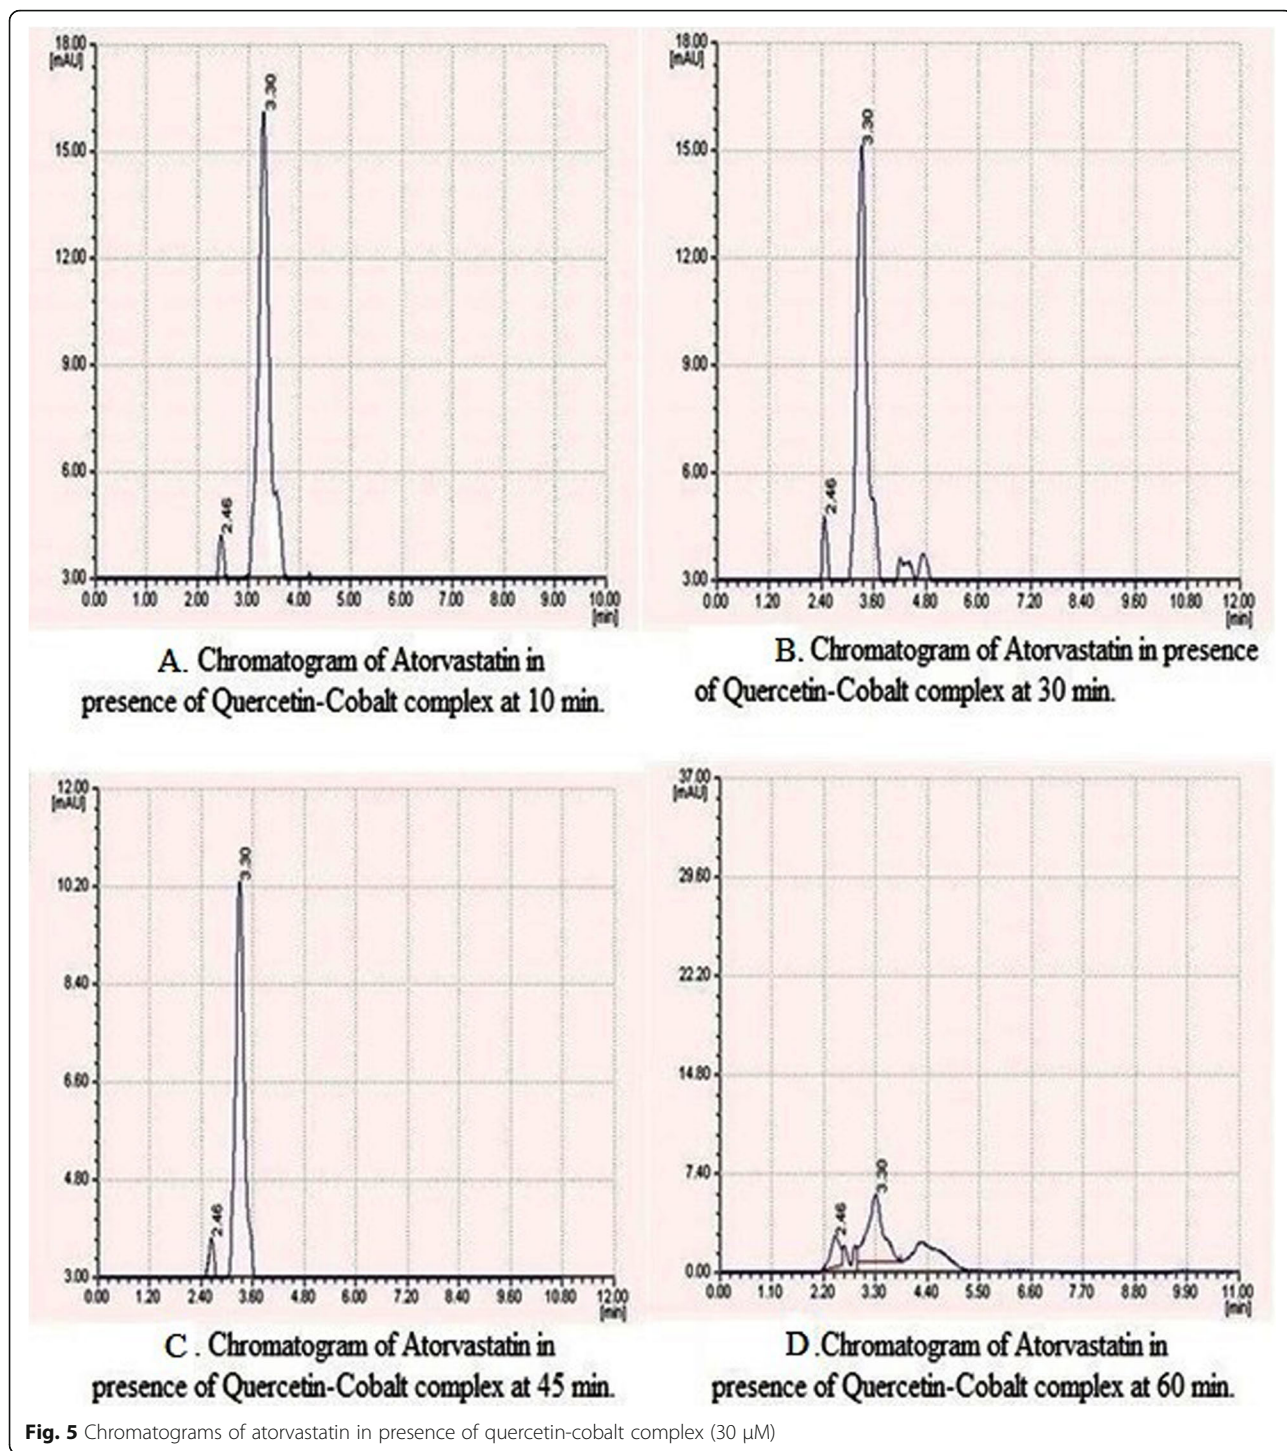 18.00
[mAU]
15.00
12.00
9.00
6.00
3.00
3.30
2.46
0.00 1.00 2.00 3.00 4.00 5.00 6.00 7.00 8.00 9.00 10.00
[min]
A. Chromatogram of Atorvastatin in
presence of Quercetin-Cobalt complex at 10 min.
18.00
[mAU]
15.00
12.00
9.00
6.00
3.00
3.30
2.46
0.00 1.20 2.40 3.60 4.80 6.00 7.20 8.40 9.60 10.80 12.00
[min]
B. Chromatogram of Atorvastatin in presence
of Quercetin-Cobalt complex at 30 min.
12.00
[mAU]
10.20
8.40
6.60
4.80
3.00
3.30
2.46
0.00 1.20 2.40 3.60 4.80 6.00 7.20 8.40 9.60 10.80 12.00
[min]
C . Chromatogram of Atorvastatin in
presence of Quercetin-Cobalt complex at 45 min.
37.00
[mAU]
29.60
22.20
14.80
7.40
0.00
3.30
2.46
0.00 1.10 2.20 3.30 4.40 5.50 6.60 7.70 8.80 9.90 11.00
[min]
D .Chromatogram of Atorvastatin in
presence of Quercetin-Cobalt complex at 60 min.
Fig. 5 Chromatograms of atorvastatin in presence of quercetin-cobalt complex (30 μM)